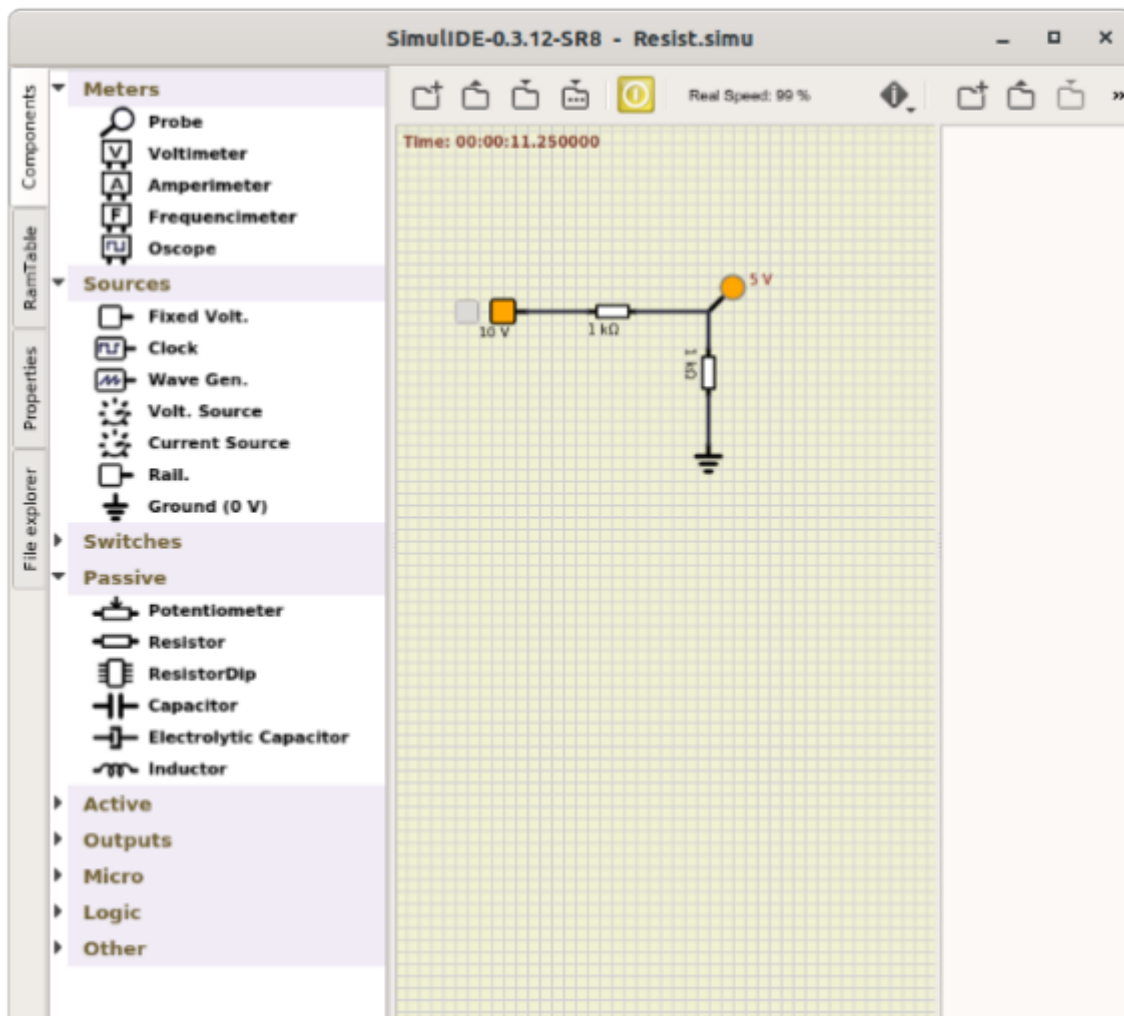 SimulIDE-0.3.12-SR8 - Resist.simu
Components
RamTable
Properties
File explorer
Meters
Probe
Voltimeter
Amperimeter
Frequencimeter
Oscope
Sources
Fixed Volt.
Clock
Wave Gen.
Volt. Source
Current Source
Rail.
Ground (0 V)
Switches
Passive
Potentiometer
Resistor
ResistorDip
Capacitor
Electrolytic Capacitor
Inductor
Active
Outputs
Micro
Logic
Other
Real Speed: 99 %
»
Time: 00:00:11.250000
5 V
10 V
1 kΩ
1 kΩ